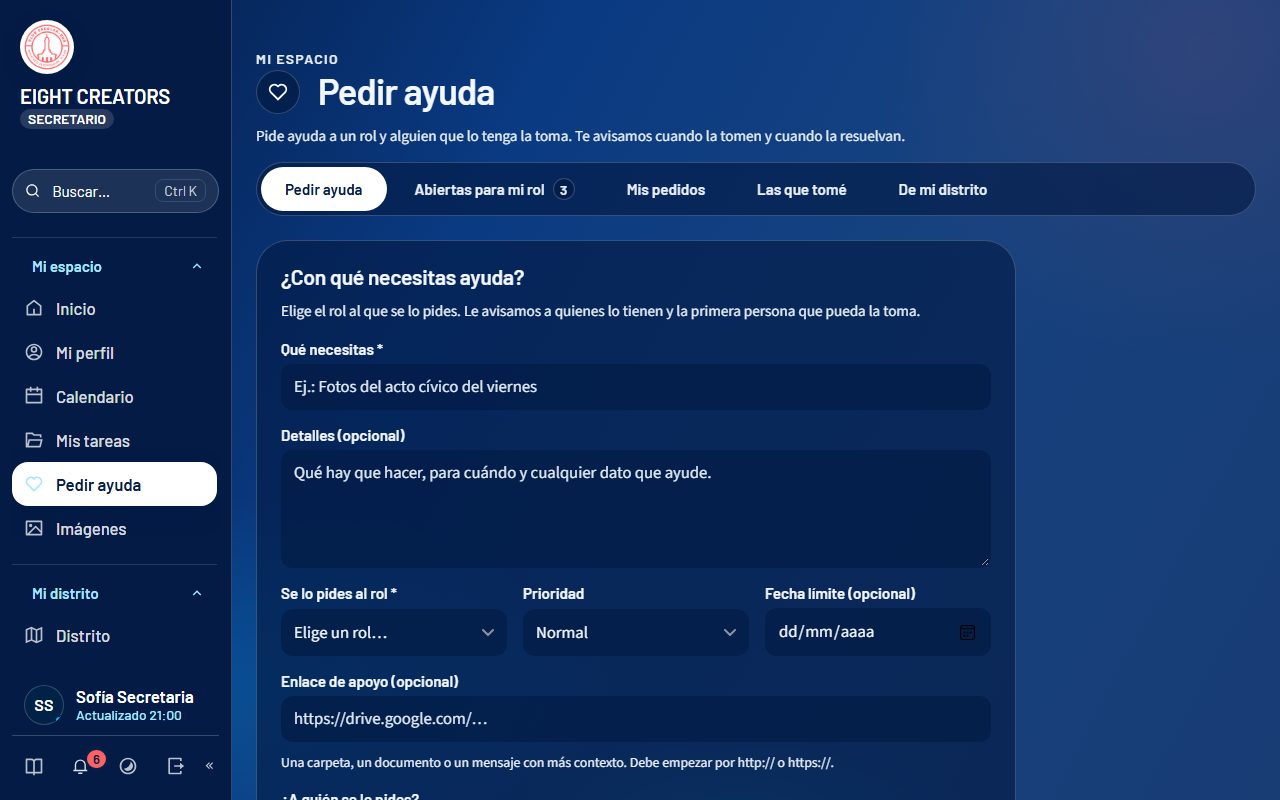 EIGHT CREATORS
SECRETARIO
Buscar...
Ctrl K
Mi espacio
Inicio
Mi perfil
Calendario
Mis tareas
Pedir ayuda
Imágenes
Mi distrito
Distrito
SS
Sofía Secretaria
Actualizado 21:00
6
«
MI ESPACIO
Pedir ayuda
Pide ayuda a un rol y alguien que lo tenga la toma. Te avisamos cuando la tomen y cuando la resuelvan.
Pedir ayuda
Abiertas para mi rol 3
Mis pedidos
Las que tomé
De mi distrito
¿Con qué necesitas ayuda?
Elige el rol al que se lo pides. Le avisamos a quienes lo tienen y la primera persona que pueda la toma.
Qué necesitas *
Ej.: Fotos del acto cívico del viernes
Detalles (opcional)
Qué hay que hacer, para cuándo y cualquier dato que ayude.
Se lo pides al rol *
Prioridad
Fecha límite (opcional)
Elige un rol...
Normal
dd/mm/aaaa
Enlace de apoyo (opcional)
https://drive.google.com/...
Una carpeta, un documento o un mensaje con más contexto. Debe empezar por http:// o https://.
¿A quién se lo pides?